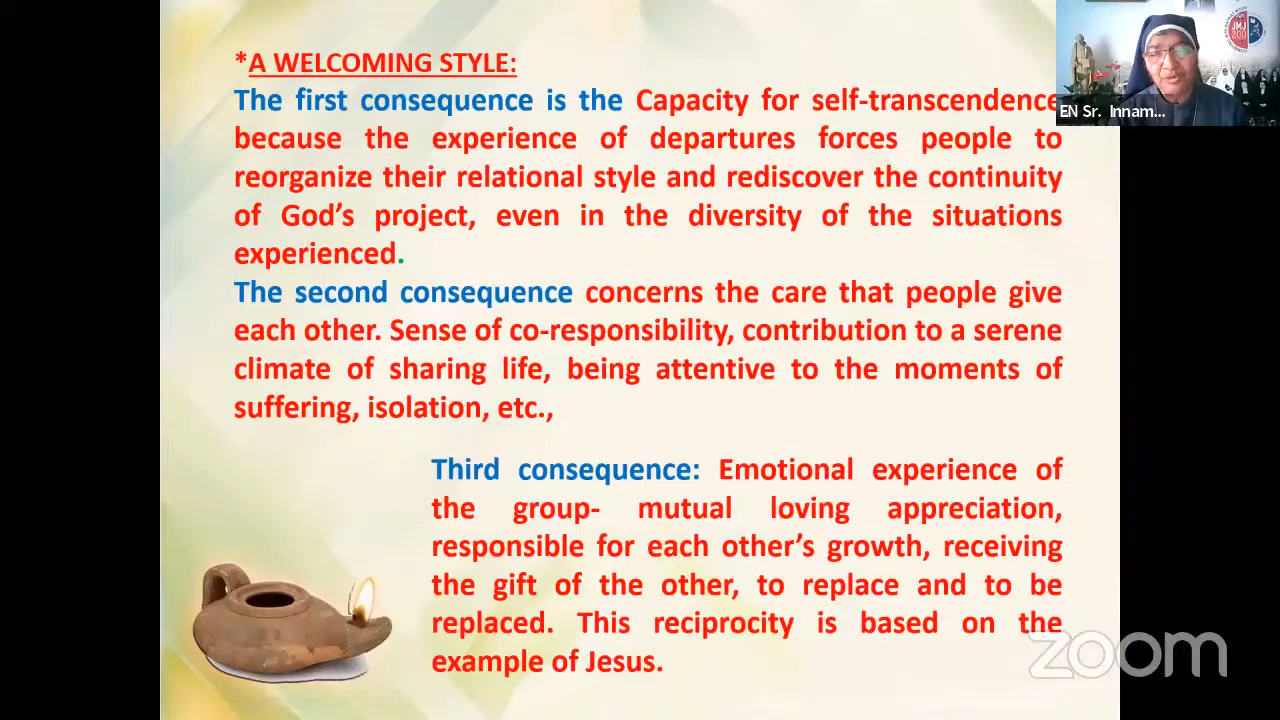 *A WELCOMING STYLE:
The first consequence is the Capacity for self-transcendence
because the experience of departures forces people to
reorganize their relational style and rediscover the continuity
of God’s project, even in the diversity of the situations
experienced.
The second consequence concerns the care that people give
each other. Sense of co-responsibility, contribution to a serene
climate of sharing life, being attentive to the moments of
suffering, isolation, etc.,
Third consequence: Emotional experience of
the group- mutual loving appreciation,
responsible for each other’s growth, receiving
the gift of the other, to replace and to be
replaced. This reciprocity is based on the
example of Jesus.
JMJ
200
EN Sr. Innam...
zoom